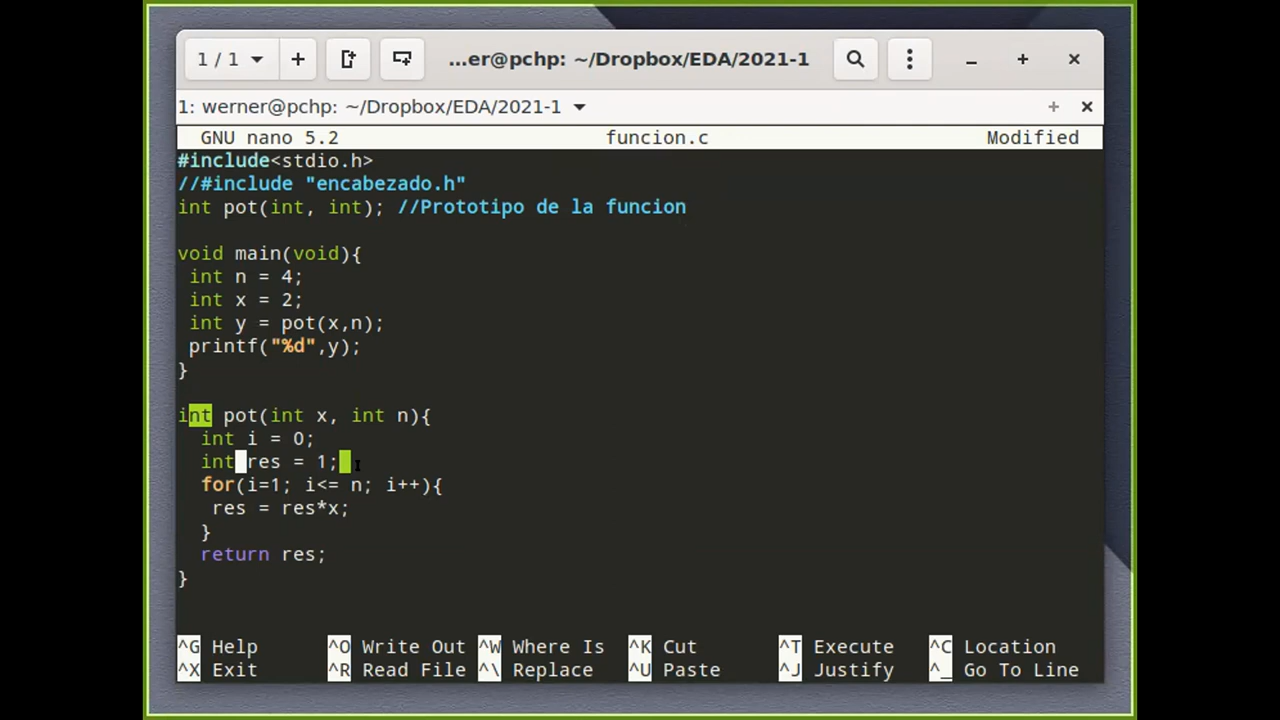 1 / 1
...er@pchp: ~/Dropbox/EDA/2021-1
1: werner@pchp: ~/Dropbox/EDA/2021-1
GNU nano 5.2 funcion.c Modified
#include<stdio.h>
//#include "encabezado.h"
int pot(int, int); //Prototipo de la funcion
void main(void){
int n = 4;
int x = 2;
int y = pot(x,n);
printf("%d",y);
}
int pot(int x, int n){
int i = 0;
int res = 1;
for(i=1; i<= n; i++){
res = res*x;
}
return res;
}
^G Help ^O Write Out ^W Where Is ^K Cut ^T Execute ^C Location
^X Exit ^R Read File ^\ Replace ^U Paste ^J Justify ^_ Go To Line